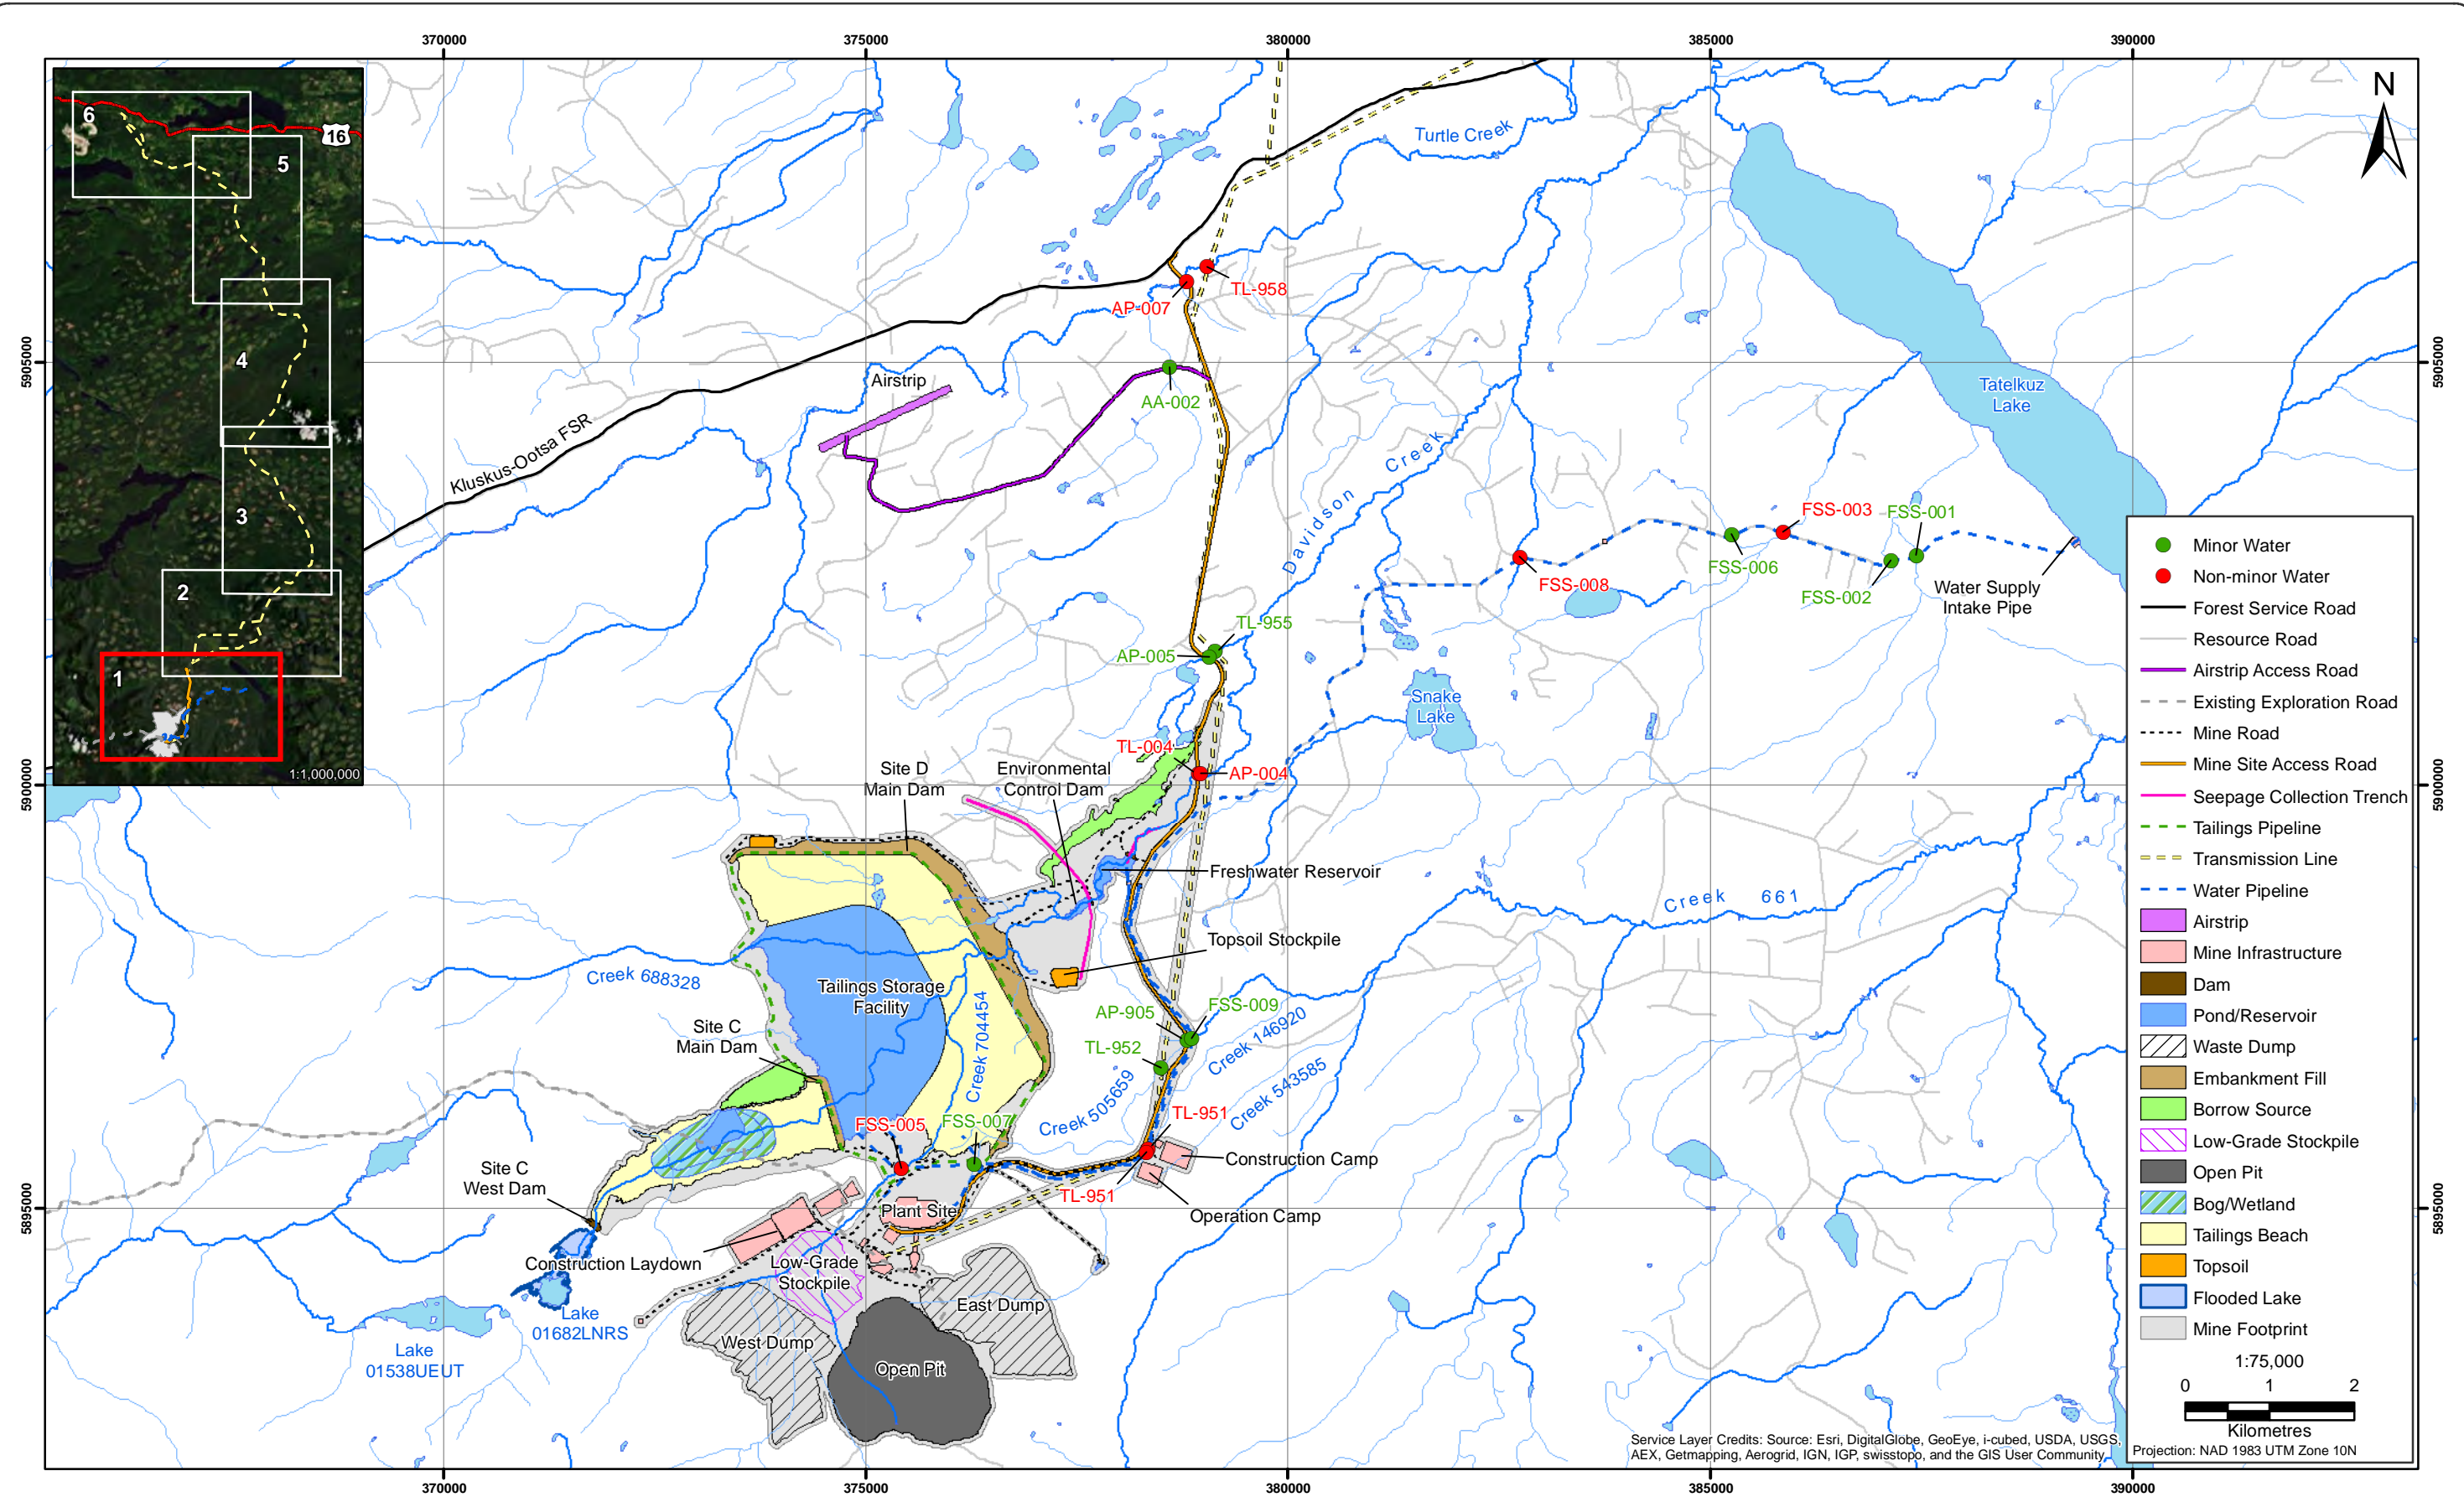 370000
375000
380000
385000
390000
N
6
16
5
4
3
2
1
1:1,000,000
5905000
5905000
5900000
5900000
5895000
5895000
Turtle Creek
TL-958
AP-007
Airstrip
AA-002
Kluskus-Ootsa FSR
Tatelkuz
Lake
Davidson Creek
FSS-003
FSS-001
FSS-006
FSS-008
FSS-002
Water Supply
Intake Pipe
TL-955
AP-005
Snake
Lake
TL-004
AP-004
Site D
Main Dam
Environmental
Control Dam
Freshwater Reservoir
Creek 661
Topsoil Stockpile
Creek 688328
Tailings Storage
Facility
Creek 704454
Site C
Main Dam
AP-905
FSS-009
TL-952
Creek 146920
Creek 543585
Creek 505659
TL-951
FSS-005
FSS-007
Construction Camp
TL-951
Operation Camp
Site C
West Dam
Plant Site
Construction Laydown
Low-Grade
Stockpile
East Dump
West Dump
Open Pit
Lake
01682LNRS
Lake
01538UEUT
Minor Water
Non-minor Water
Forest Service Road
Resource Road
Airstrip Access Road
Existing Exploration Road
Mine Road
Mine Site Access Road
Seepage Collection Trench
Tailings Pipeline
Transmission Line
Water Pipeline
Airstrip
Mine Infrastructure
Dam
Pond/Reservoir
Waste Dump
Embankment Fill
Borrow Source
Low-Grade Stockpile
Open Pit
Bog/Wetland
Tailings Beach
Topsoil
Flooded Lake
Mine Footprint
1:75,000
0 1 2
Kilometres
Projection: NAD 1983 UTM Zone 10N
Service Layer Credits: Source: Esri, DigitalGlobe, GeoEye, i-cubed, USDA, USGS,
AEX, Getmapping, Aerogrid, IGN, IGP, swisstopo, and the GIS User Community
370000
375000
380000
385000
390000